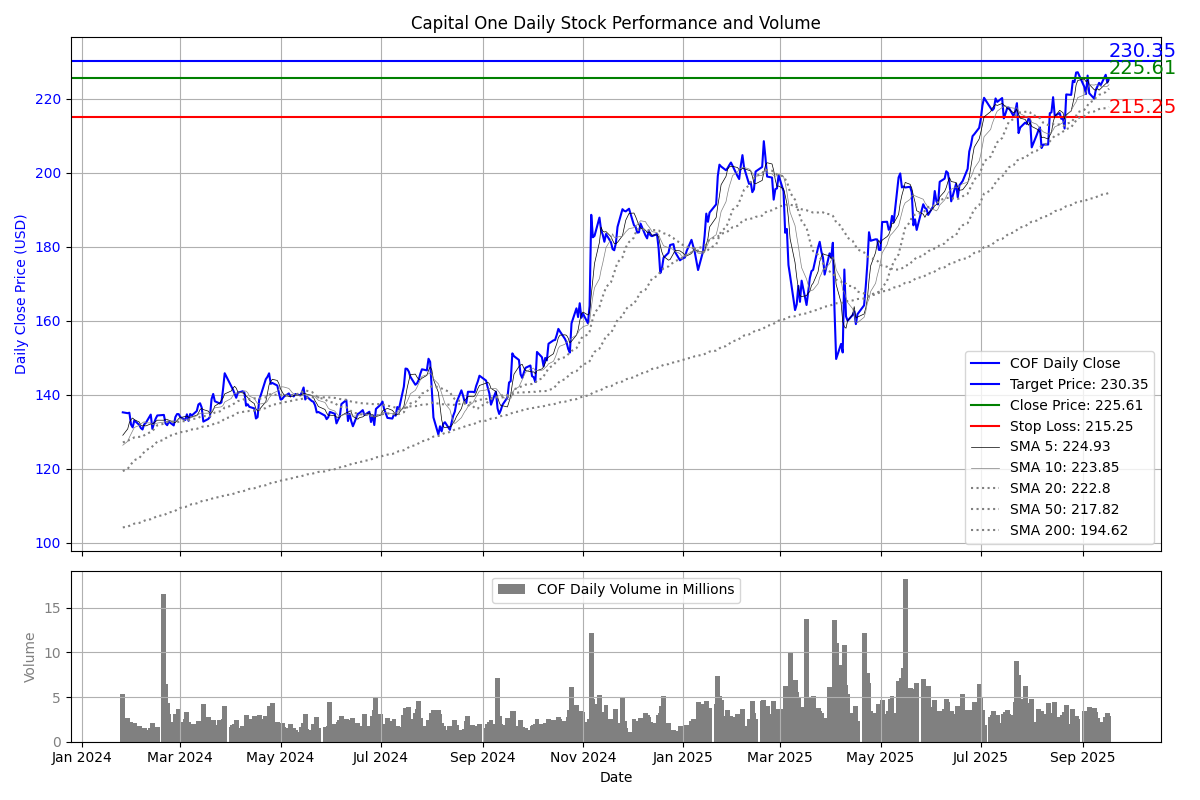 Capital One Daily Stock Performance and Volume
230.35
225.61
215.25
220
200
180
160
140
120
100
Daily Close Price (USD)
COF Daily Close
Target Price: 230.35
Close Price: 225.61
Stop Loss: 215.25
SMA 5: 224.93
SMA 10: 223.85
SMA 20: 222.8
SMA 50: 217.82
SMA 200: 194.62
COF Daily Volume in Millions
15
10
5
0
Volume
Jan 2024 Mar 2024 May 2024 Jul 2024 Sep 2024 Nov 2024 Jan 2025 Mar 2025 May 2025 Jul 2025 Sep 2025
Date